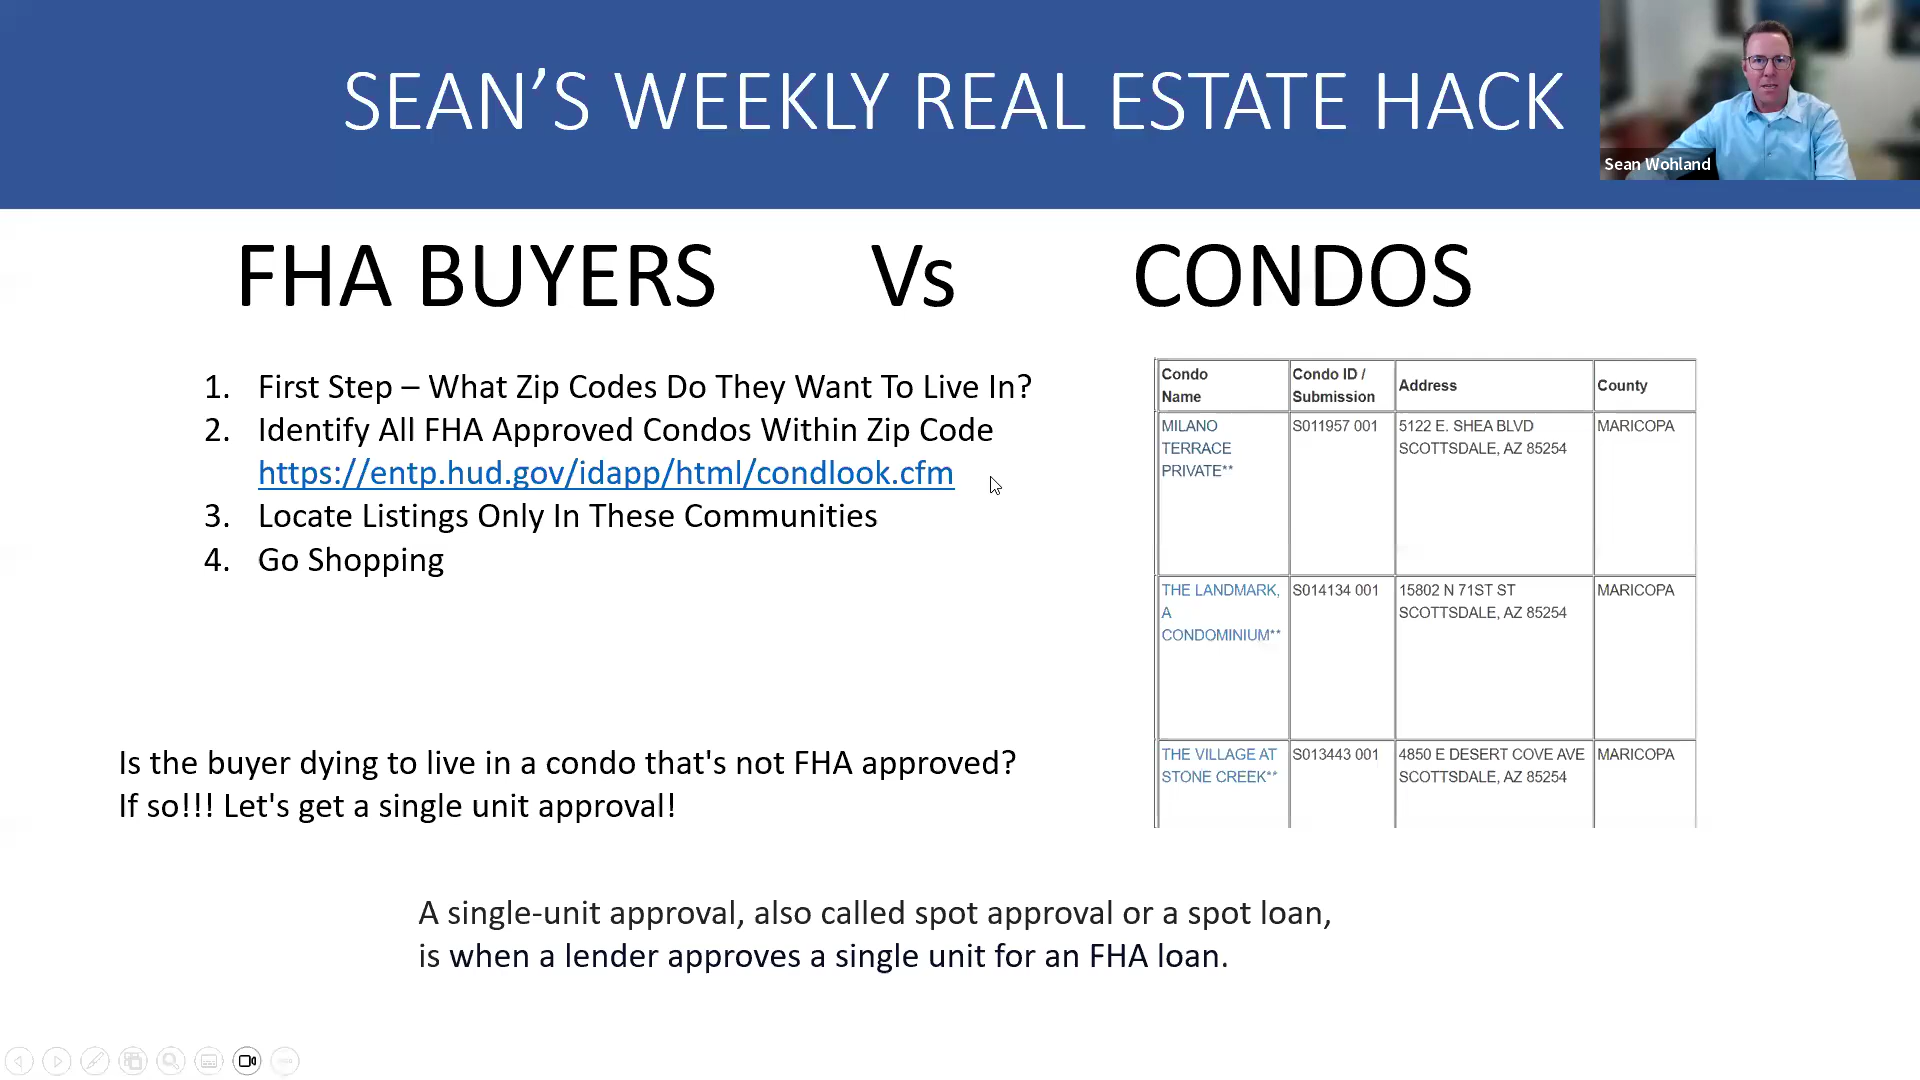 SEAN'S WEEKLY REAL ESTATE HACK
Sean Wohland
FHA BUYERS Vs CONDOS
1. First Step – What Zip Codes Do They Want To Live In?
2. Identify All FHA Approved Condos Within Zip Code
https://entp.hud.gov/idapp/html/condlook.cfm
3. Locate Listings Only In These Communities
4. Go Shopping
Condo Name
Condo ID / Submission
Address
County
MILANO
TERRACE
PRIVATE**
S011957 001
5122 E. SHEA BLVD
SCOTTSDALE, AZ 85254
MARICOPA
THE LANDMARK,
A
CONDOMINIUM**
S014134 001
15802 N 71ST ST
SCOTTSDALE, AZ 85254
MARICOPA
THE VILLAGE AT
STONE CREEK**
S013443 001
4850 E DESERT COVE AVE
SCOTTSDALE, AZ 85254
MARICOPA
Is the buyer dying to live in a condo that's not FHA approved?
If so!!! Let's get a single unit approval!
A single-unit approval, also called spot approval or a spot loan,
is when a lender approves a single unit for an FHA loan.